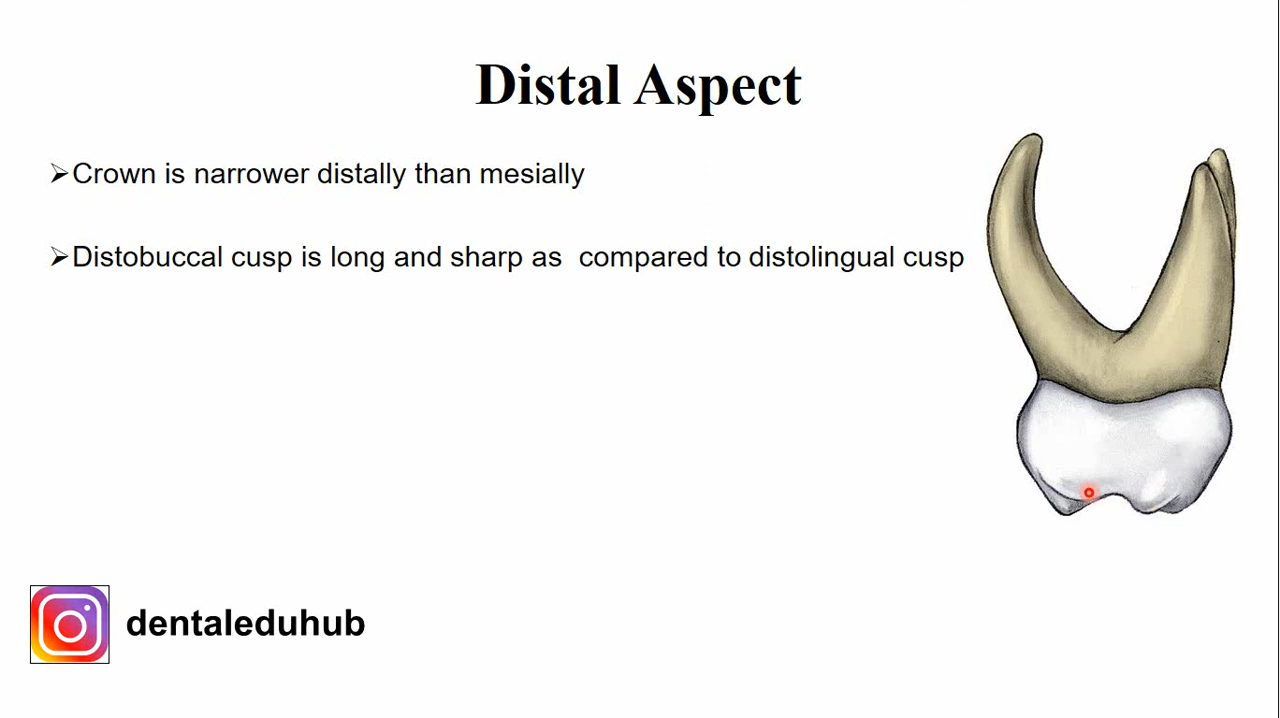 Distal Aspect
➢Crown is narrower distally than mesially
➢Distobuccal cusp is long and sharp as  compared to distolingual cusp
dentaleduhub